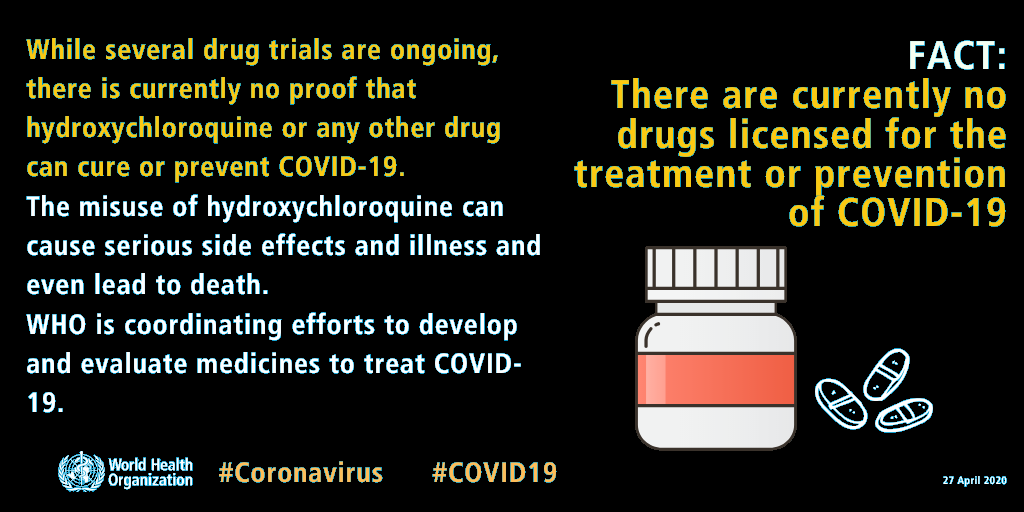 While several drug trials are ongoing,
there is currently no proof that
hydroxychloroquine or any other drug
can cure or prevent COVID-19.
The misuse of hydroxychloroquine can
cause serious side effects and illness and
even lead to death.
WHO is coordinating efforts to develop
and evaluate medicines to treat COVID-
19.
FACT:
There are currently no
drugs licensed for the
treatment or prevention
of COVID-19
World Health
Organization
#Coronavirus
#COVID19
27 April 2020